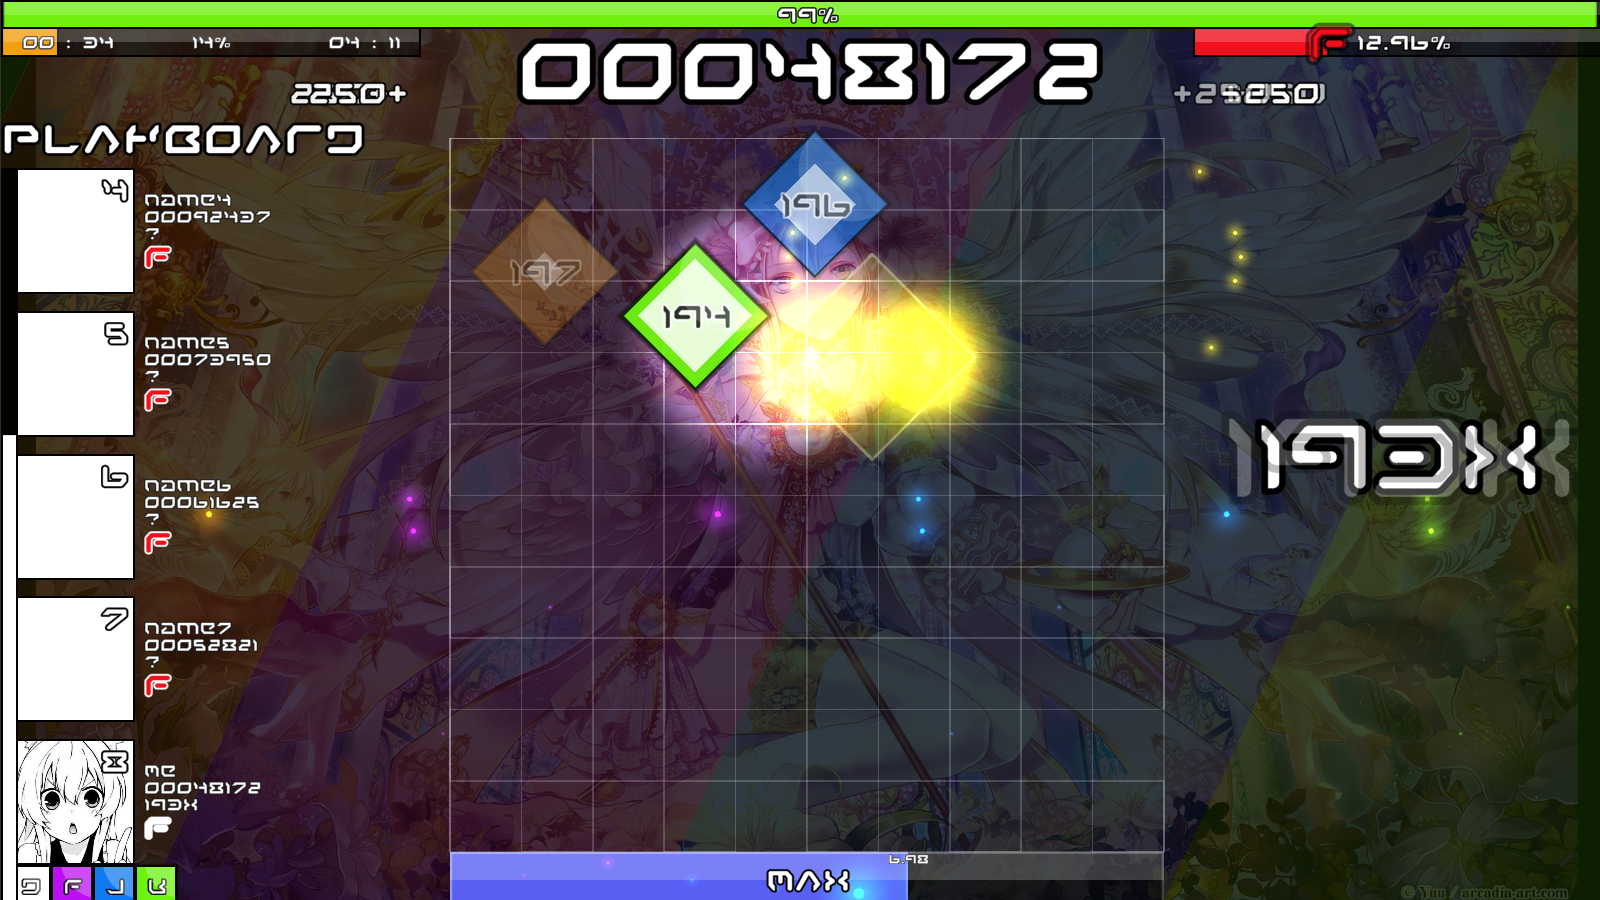 99%
00 : 34 14% 04 : 11
00048172
F 12.96%
2250+
PLAYBOARD
196
197
194
4
name4
00092437
?
F
5
name5
00073950
?
F
193X
6
name6
00061625
?
F
7
name7
00052821
?
F
8
me
00048172
193X
F
6.98
MAX
D F J K
© Yuu / arcadia-art.com